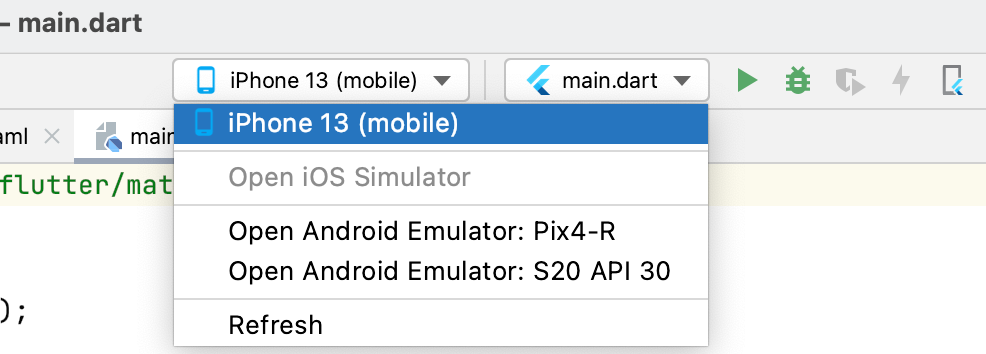 – main.dart
iPhone 13 (mobile)
main.dart
iPhone 13 (mobile)
aml
main
Open iOS Simulator
flutter/mat
Open Android Emulator: Pix4-R
Open Android Emulator: S20 API 30
);
Refresh